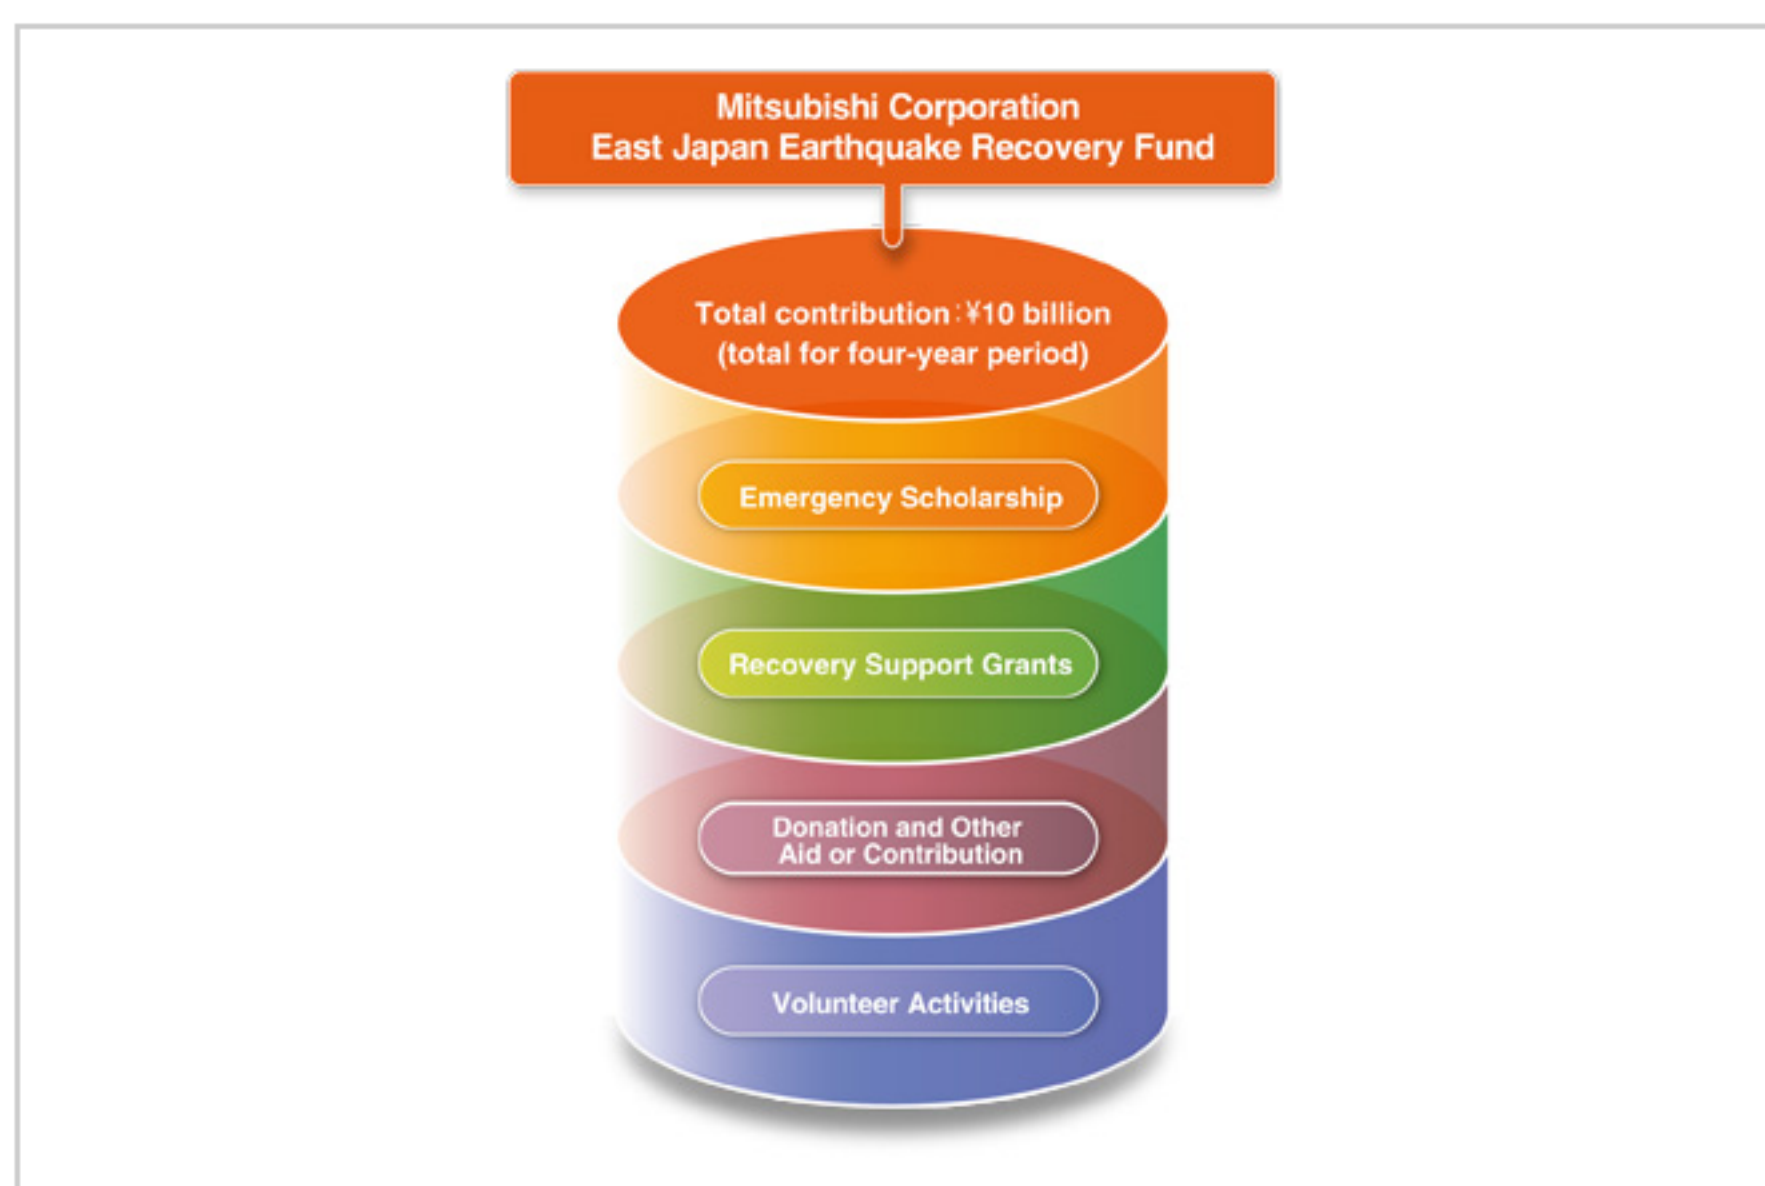 Mitsubishi Corporation
East Japan Earthquake Recovery Fund
Total contribution:¥10 billion
(total for four-year period)
Emergency Scholarship
Recovery Support Grants
Donation and Other
Aid or Contribution
Volunteer Activities